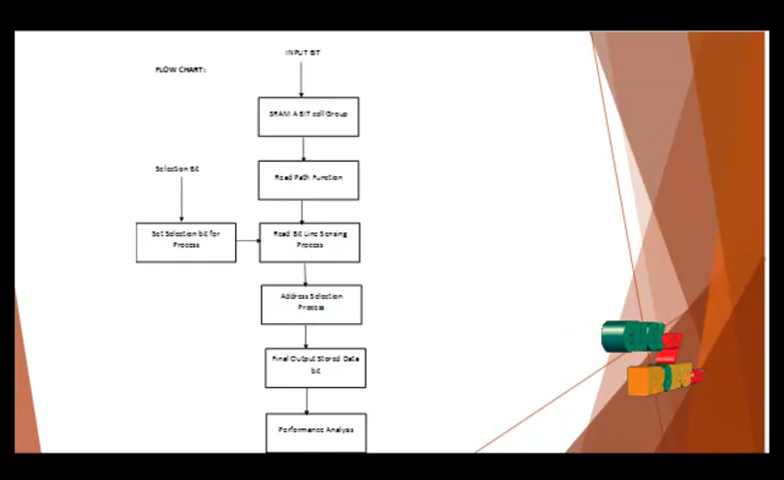 INPUT BIT
FLOW CHART:
SRAM A BIT cell Group
Read Path Function
Selection Bit
Set Selection bit for
Process
Read Bit Line Sensing
Process
Address Selection
Process
Final Output Stored Data
bit
Performance Analysis